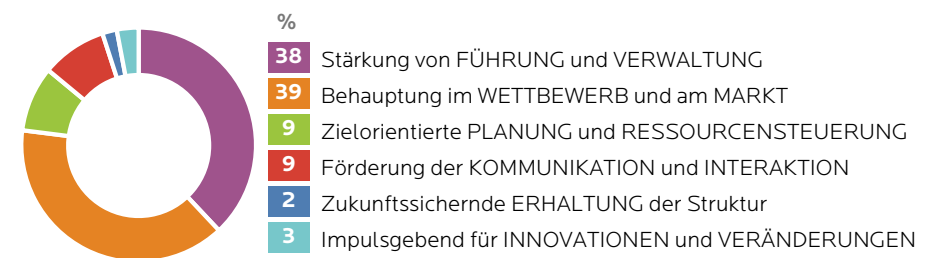 %
38 Stärkung von FÜHRUNG und VERWALTUNG
39 Behauptung im WETTBEWERB und am MARKT
9 Zielorientierte PLANUNG und RESSOURCENSTEUERUNG
9 Förderung der KOMMUNIKATION und INTERAKTION
2 Zukunftssichernde ERHALTUNG der Struktur
3 Impulsgebend für INNOVATIONEN und VERÄNDERUNGEN